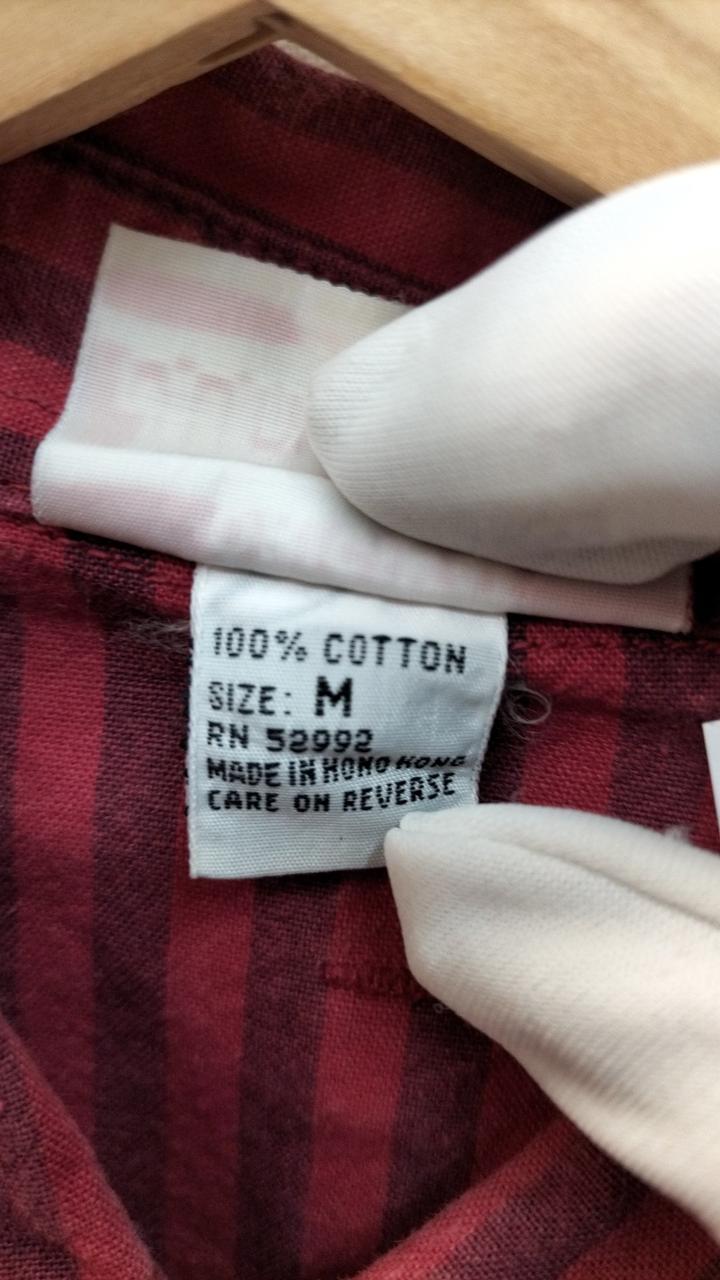 100% COTTON
SIZE: M
RN 52992
MADE IN HONG KONG
CARE ON REVERSE